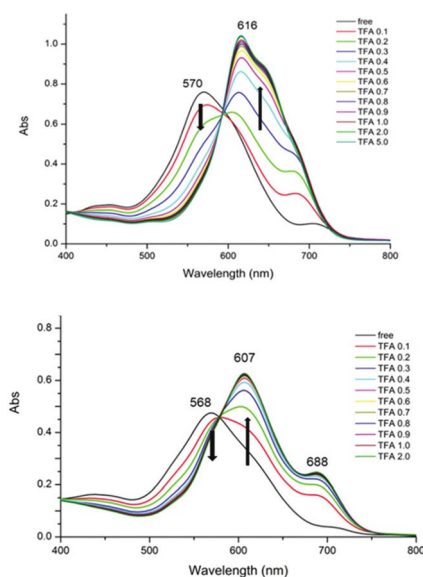 616
570
free
TFA 0.1
TFA 0.2
TFA 0.3
TFA 0.4
TFA 0.5
TFA 0.6
TFA 0.7
TFA 0.8
TFA 0.9
TFA 1.0
TFA 2.0
TFA 5.0
Abs
1.0
0.8
0.6
0.4
0.2
0.0
400 500 600 700 800
Wavelength (nm)
568
607
688
free
TFA 0.1
TFA 0.2
TFA 0.3
TFA 0.4
TFA 0.5
TFA 0.6
TFA 0.7
TFA 0.8
TFA 0.9
TFA 1.0
TFA 2.0
Abs
0.8
0.6
0.4
0.2
0.0
400 500 600 700 800
Wavelength (nm)